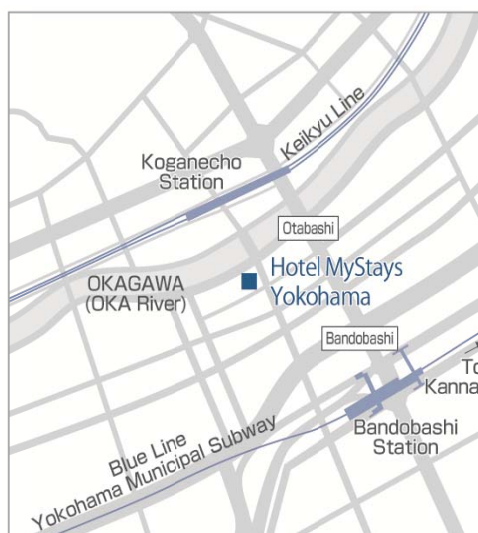 Keikyu Line
Koganecho
Station
Otabashi
Hotel MyStays
Yokohama
OKAGAWA
(OKA River)
Bandobashi
To
Kanna
Bandobashi
Station
Blue Line
Yokohama Municipal Subway